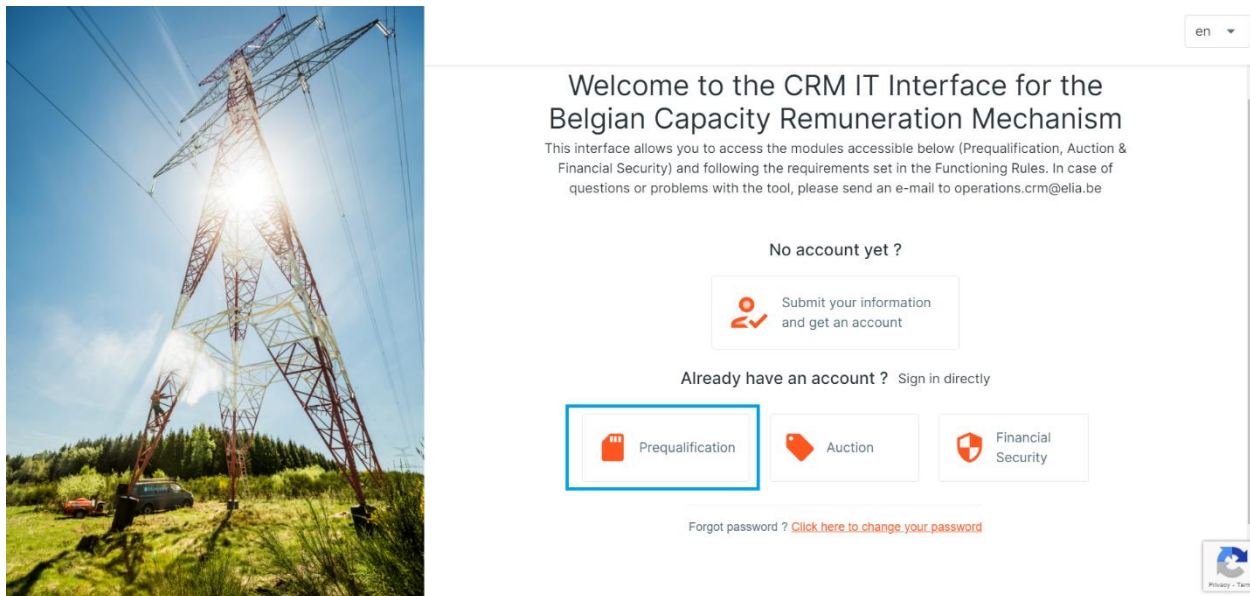 en
Welcome to the CRM IT Interface for the
Belgian Capacity Remuneration Mechanism
This interface allows you to access the modules accessible below (Prequalification, Auction &
Financial Security) and following the requirements set in the Functioning Rules. In case of
questions or problems with the tool, please send an e-mail to operations.crm@elia.be
No account yet ?
Submit your information
and get an account
Already have an account ? Sign in directly
Prequalification
Auction
Financial
Security
Forgot password ? Click here to change your password
Privacy - Term